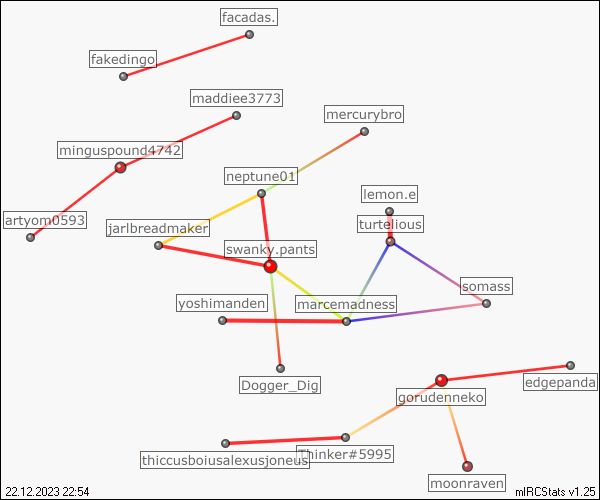 facadas.
fakedingo
maddiee3773
mercurybro
minguspound4742
neptune01
lemon.e
artyom0593
jarlbreadmaker
turtelious
swanky.pants
somass
yoshimanden
marcemadness
Dogger_Dig
edgepanda
gorudenneko
thiccusboiusalexusjoneus
Thinker#5995
moonraven
22.12.2023 22:54
mIRCStats v1.25